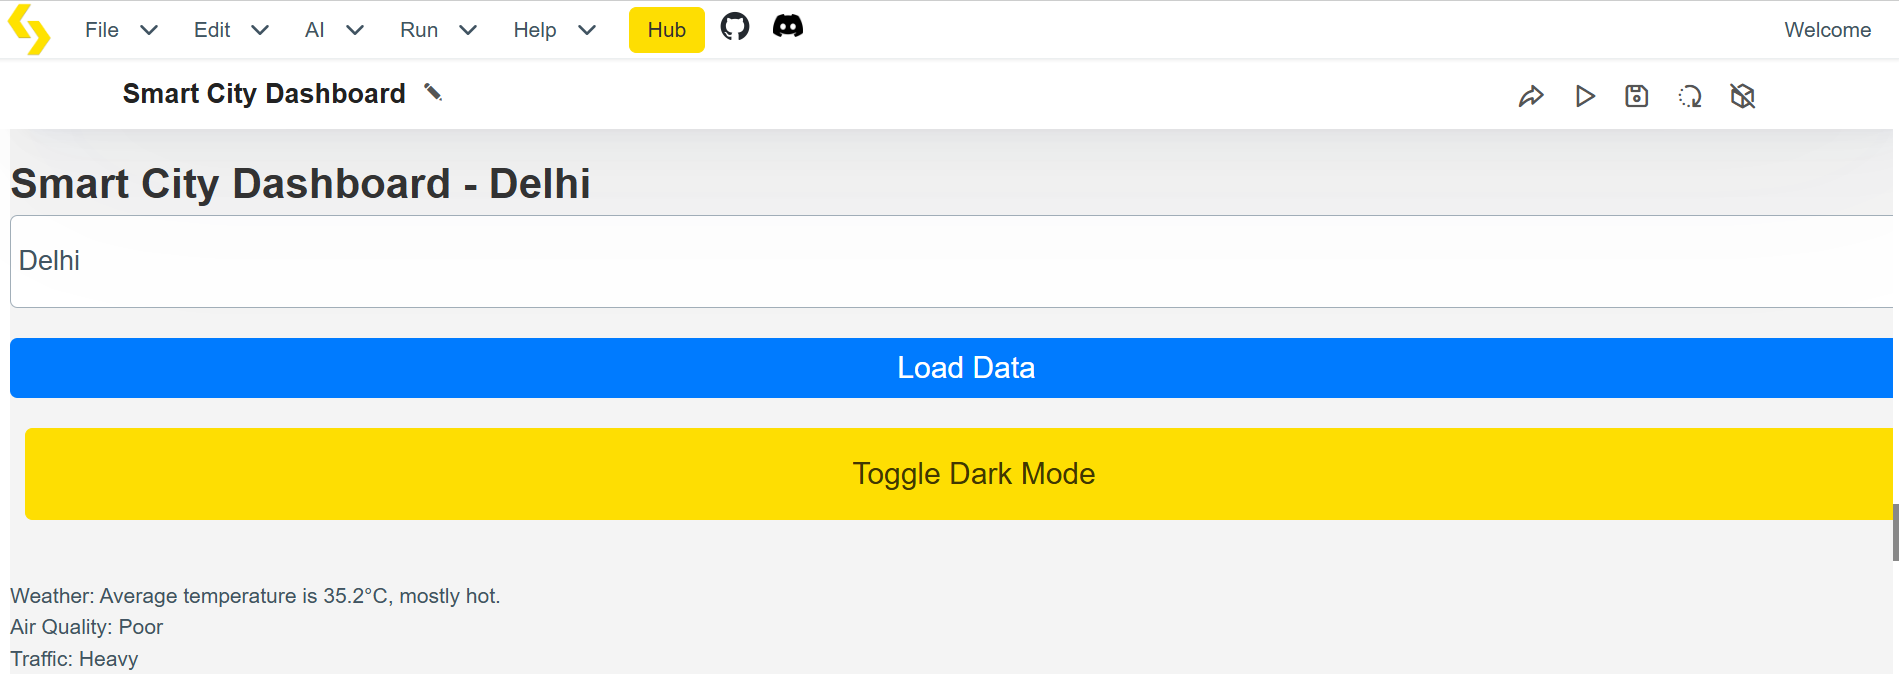 File Edit AI Run Help Hub Welcome
Smart City Dashboard
Smart City Dashboard - Delhi
Delhi
Load Data
Toggle Dark Mode
Weather: Average temperature is 35.2°C, mostly hot.
Air Quality: Poor
Traffic: Heavy